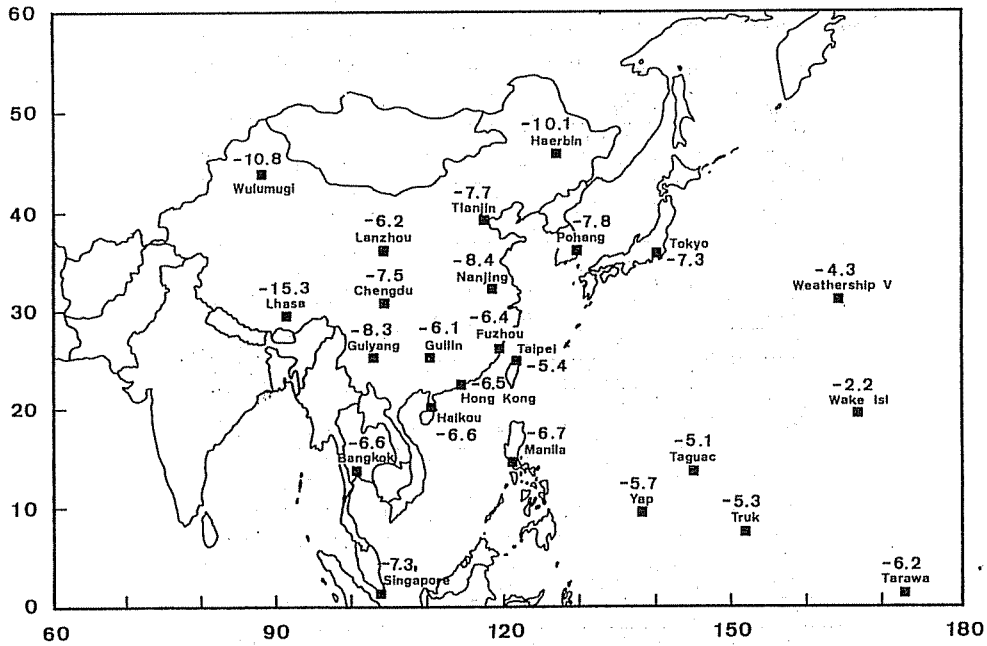 60
50
40
30
20
10
0
60
90
120
150
180
-10.1
Haerbin
-10.8
Wulumugi
-7.7
Tianjin
-6.2
Lanzhou
-7.8
Pohang
Tokyo
-7.3
-8.4
Nanjing
-4.3
Weathership V
-7.5
Chengdu
-15.3
Lhasa
-8.3
Guiyang
-6.1
Guilin
-6.4
Fuzhou
Taipei
-5.4
-6.5
Hong Kong
-2.2
Wake Isl
Haikou
-6.6
-6.6
Bangkok
-6.7
Manila
-5.1
Taguac
-5.7
Yap
-5.3
Truk
-7.3
Singapore
-6.2
Tarawa